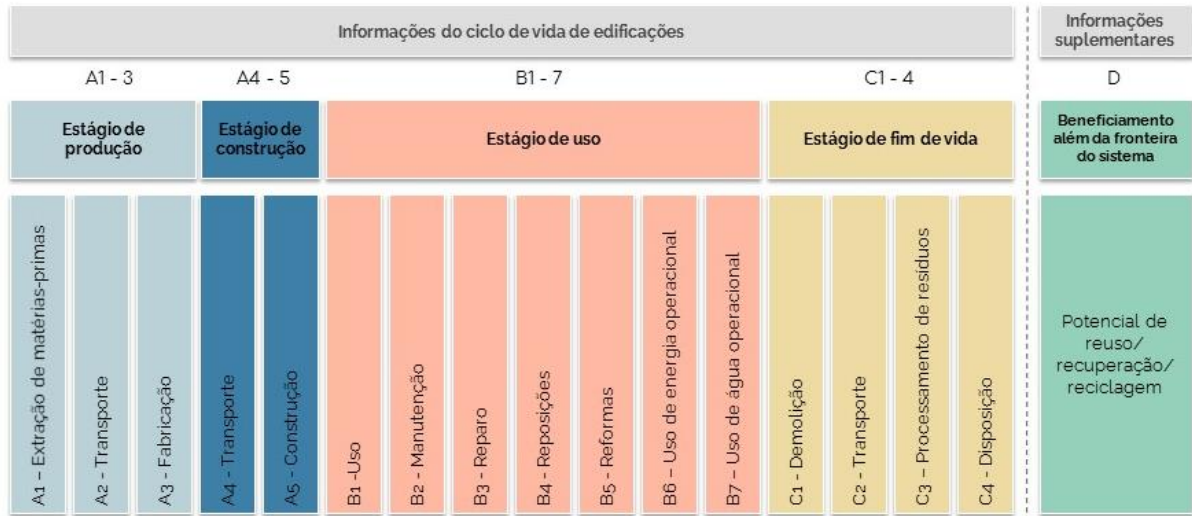 Informações do ciclo de vida de edificações
Informações
suplementares
A1 - 3
A4 - 5
B1 - 7
C1 - 4
D
Estágio de
produção
Estágio de
construção
Estágio de uso
Estágio de fim de vida
Beneficiamento
além da fronteira
do sistema
A1 – Extração de matérias-primas
A2 - Transporte
A3 - Fabricação
A4 - Transporte
A5 - Construção
B1 -Uso
B2 - Manutenção
B3 - Reparo
B4 - Reposições
B5 - Reformas
B6 – Uso de energia operacional
B7 – Uso de água operacional
C1 - Demolição
C2 - Transporte
C3 – Processamento de resíduos
C4 - Disposição
Potencial de
reuso/
recuperação/
reciclagem